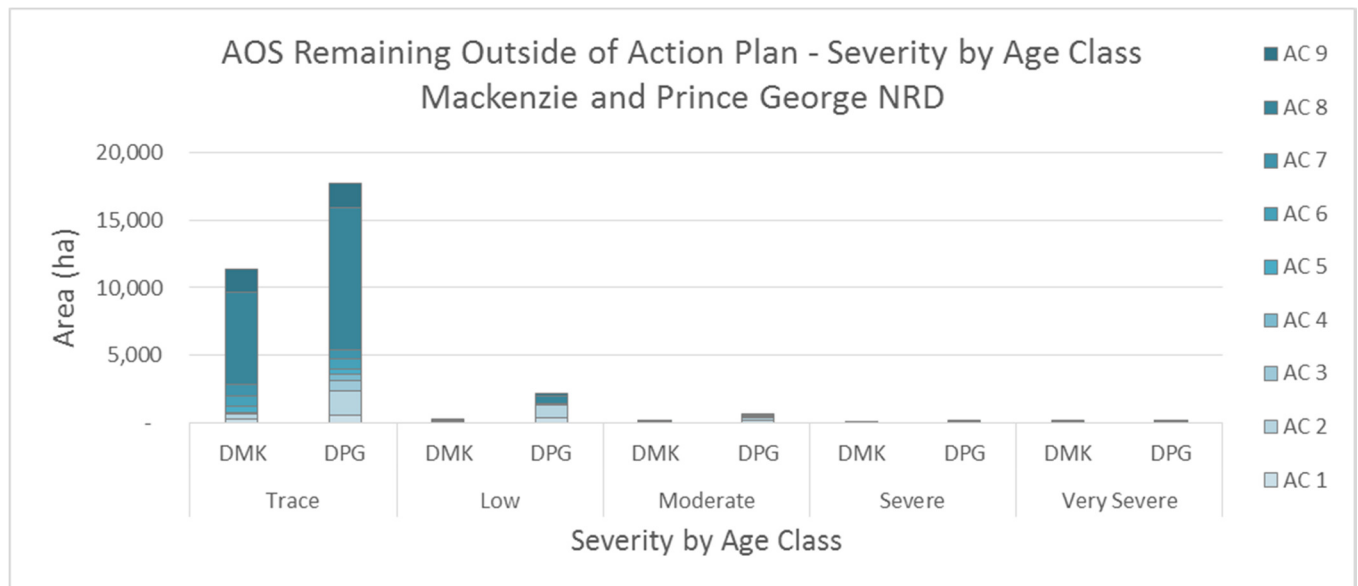 AOS Remaining Outside of Action Plan - Severity by Age Class
Mackenzie and Prince George NRD
AC 9
AC 8
AC 7
AC 6
AC 5
AC 4
AC 3
AC 2
AC 1
Area (ha)
20,000
15,000
10,000
5,000
-
DMK DPG DMK DPG DMK DPG DMK DPG DMK DPG
Trace Low Moderate Severe Very Severe
Severity by Age Class